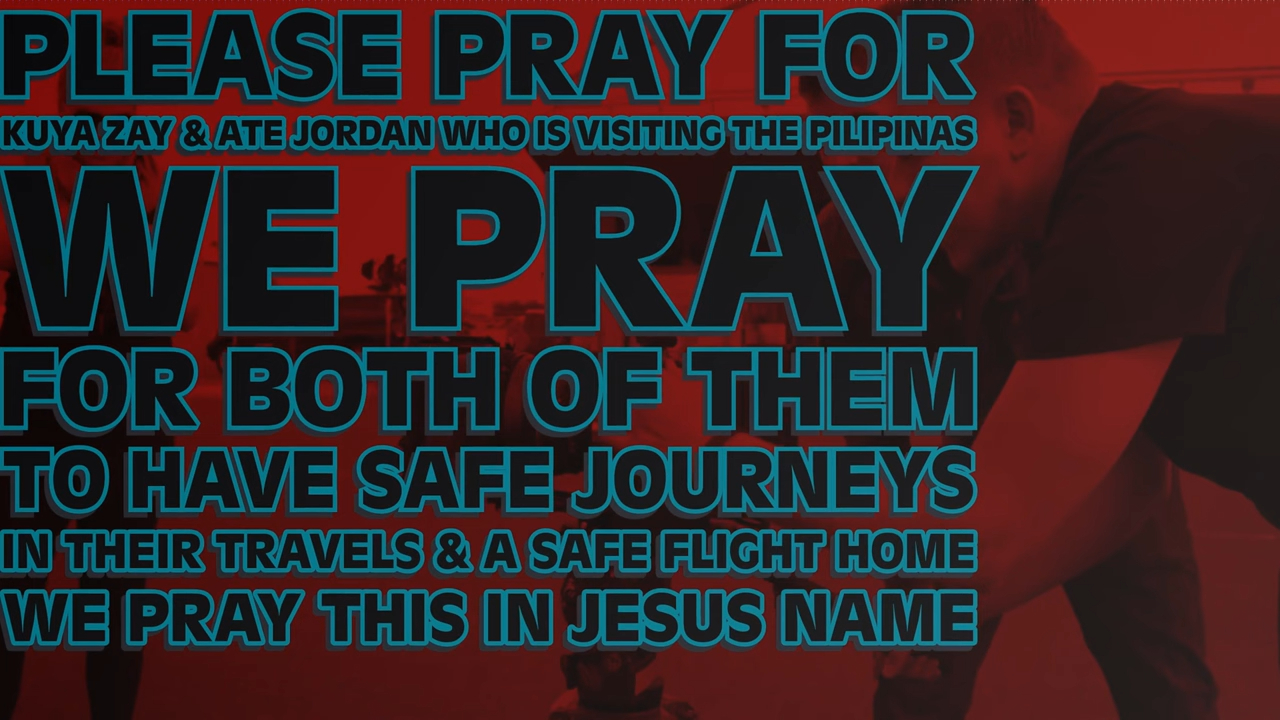 PLEASE PRAY FOR
KUYA ZAY & ATE JORDAN WHO IS VISITING THE PILIPINAS
WE PRAY
FOR BOTH OF THEM
TO HAVE SAFE JOURNEYS
IN THEIR TRAVELS & A SAFE FLIGHT HOME
WE PRAY THIS IN JESUS NAME